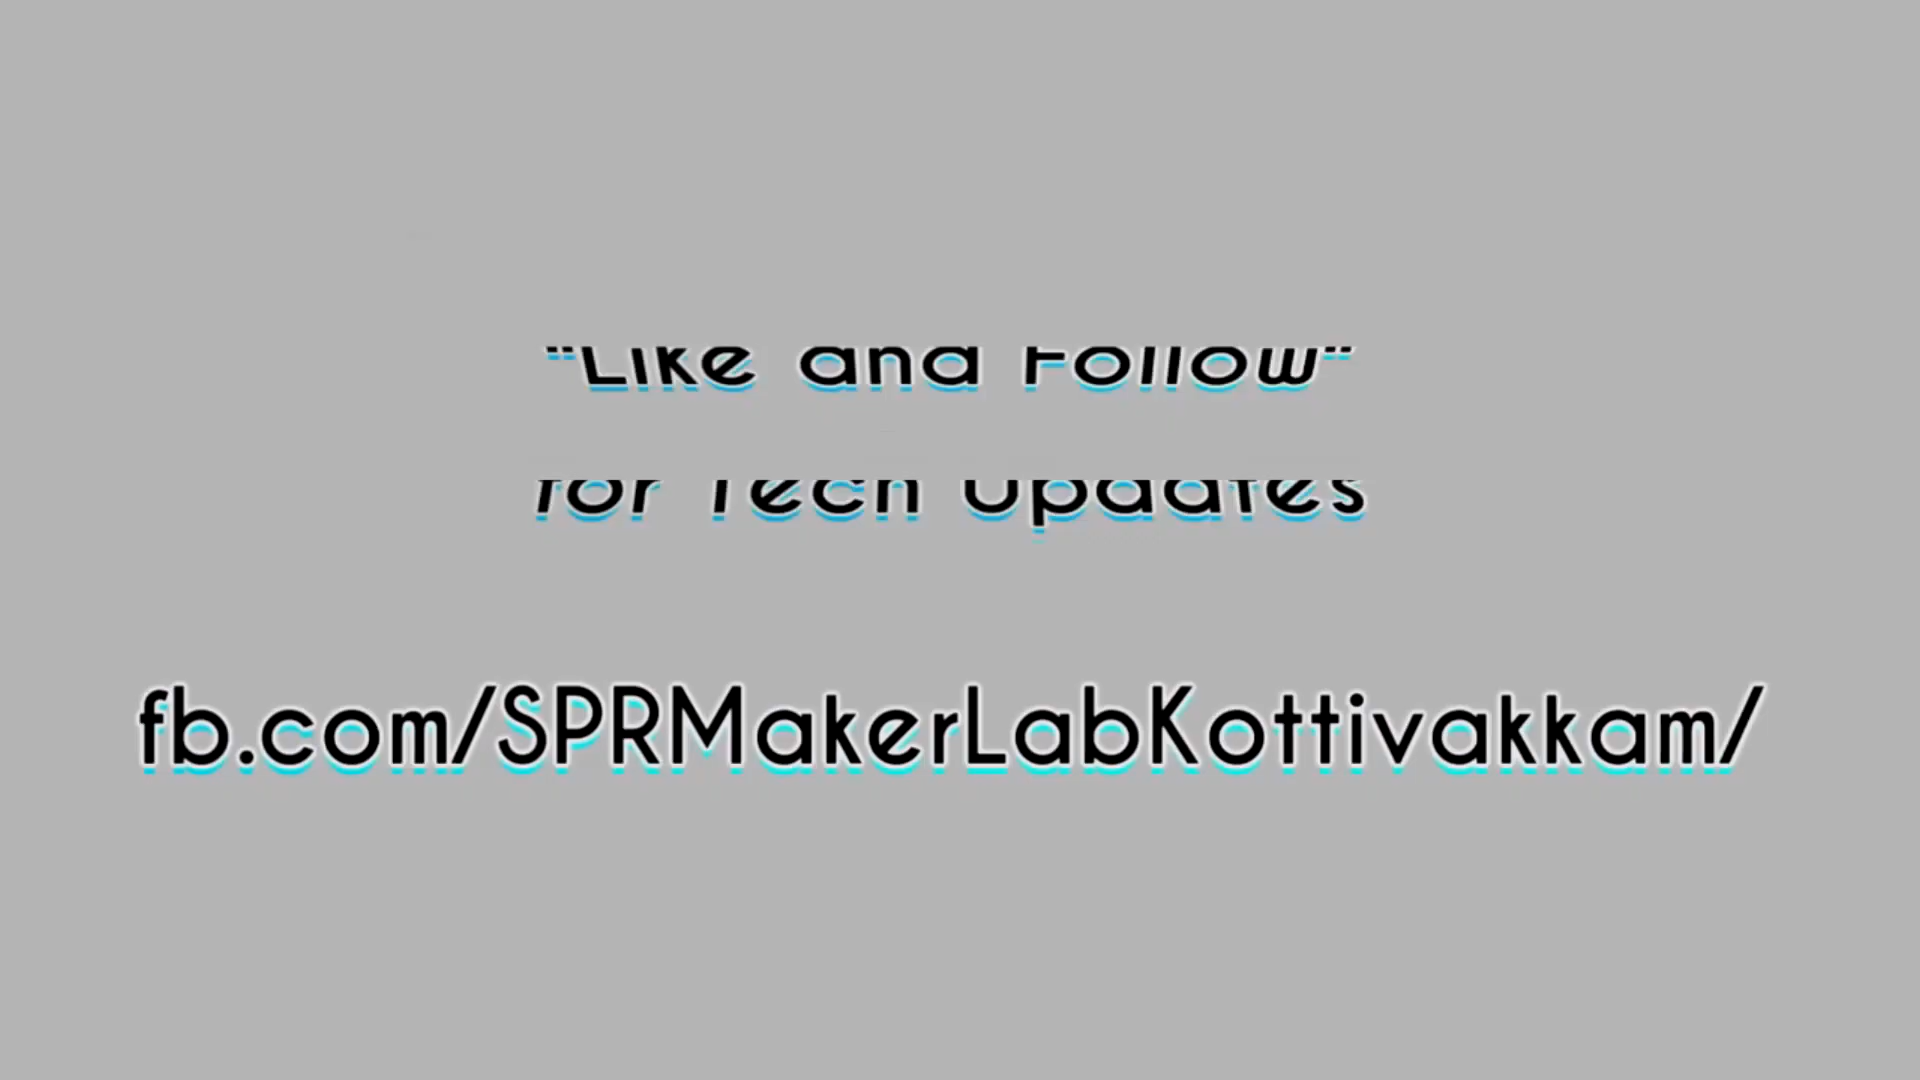 "Like and Follow"
for Tech Updates
fb.com/SPRMakerLabKottivakkam/